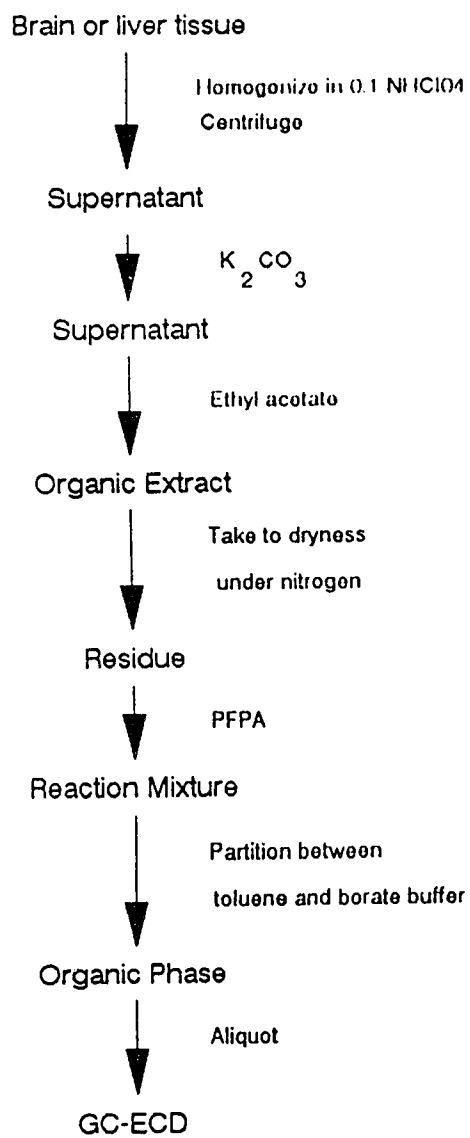 Brain or liver tissue
Homogonizo in 0.1 NHClO4
Centrifugo
Supernatant
K2CO3
Supernatant
Ethyl acotato
Organic Extract
Take to dryness
under nitrogen
Residue
PFPA
Reaction Mixture
Partition between
toluene and borate buffer
Organic Phase
Aliquot
GC-ECD